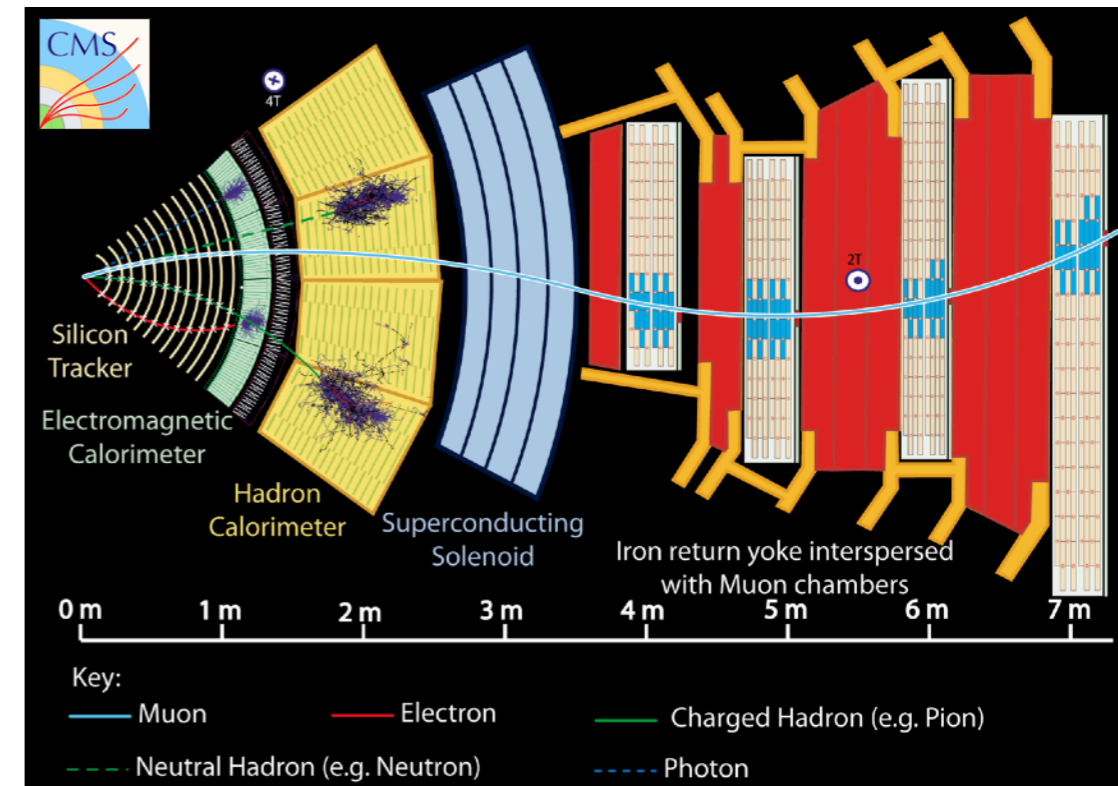 CMS
4T
2T
Silicon
Tracker
Electromagnetic
Calorimeter
Hadron
Calorimeter
Superconducting
Solenoid
Iron return yoke interspersed
with Muon chambers
0 m 1 m 2 m 3 m 4 m 5 m 6 m 7 m
Key:
Muon Electron Charged Hadron (e.g. Pion)
Neutral Hadron (e.g. Neutron) Photon